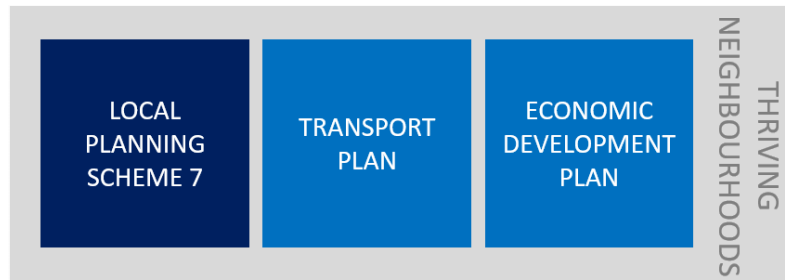 LOCAL
PLANNING
SCHEME 7
TRANSPORT
PLAN
ECONOMIC
DEVELOPMENT
PLAN
THRIVING
NEIGHBOURHOODS